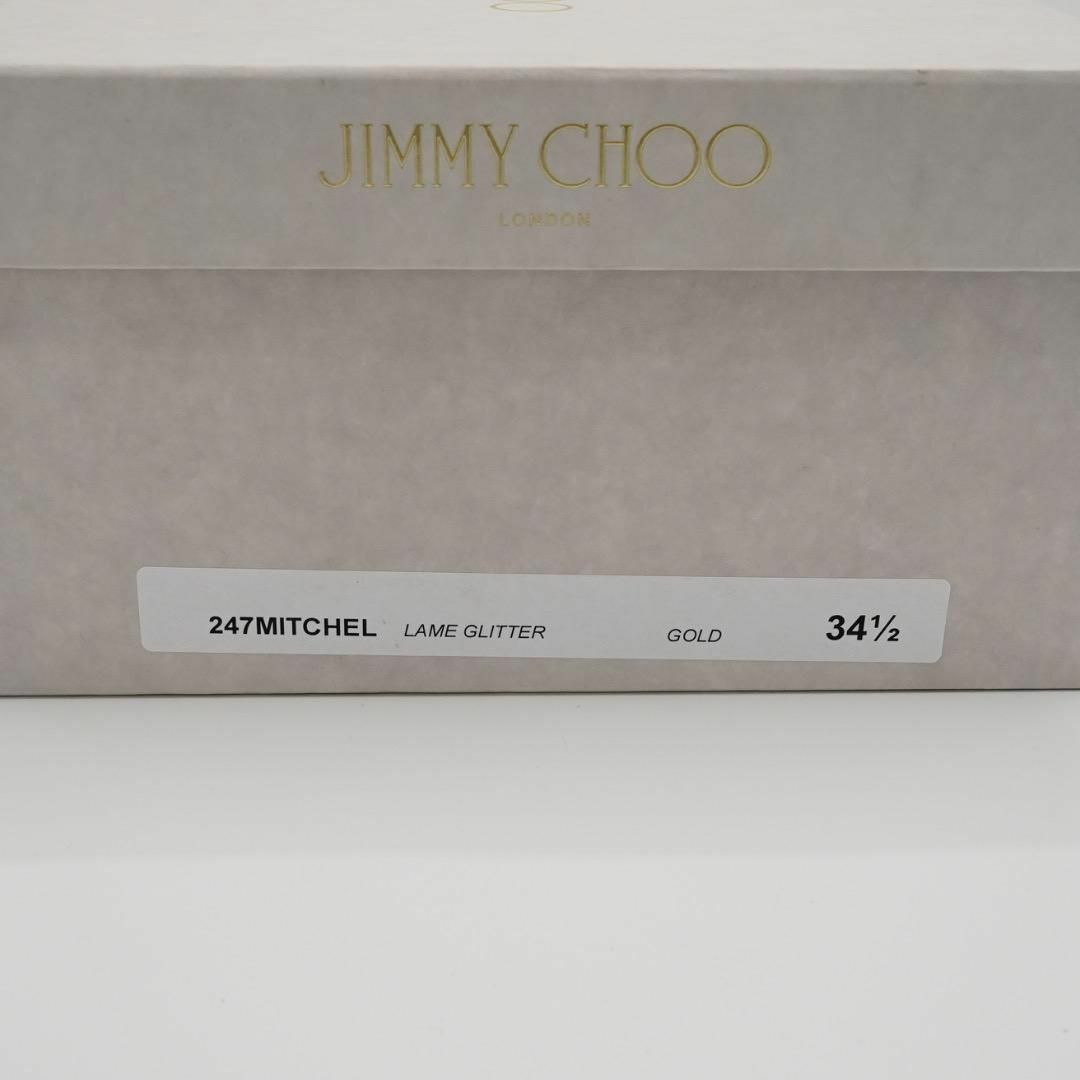 JIMMY CHOO
LONDON
247MITCHEL LAME GLITTER GOLD 34½